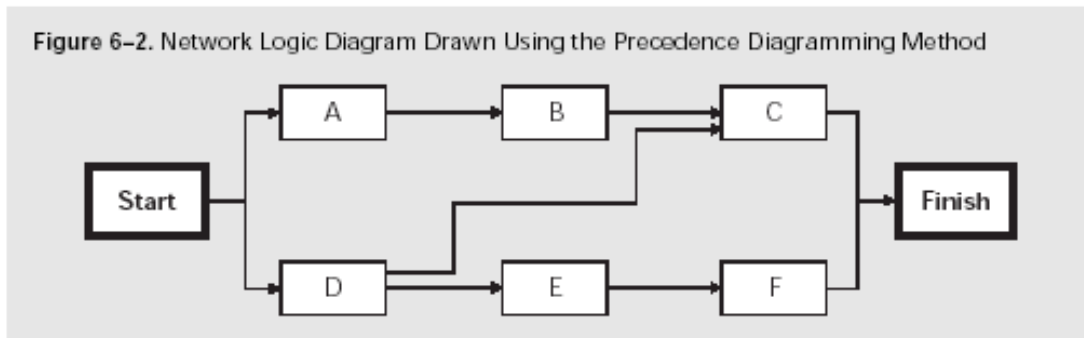 Figure 6–2. Network Logic Diagram Drawn Using the Precedence Diagramming Method
A
B
C
Start
Finish
D
E
F